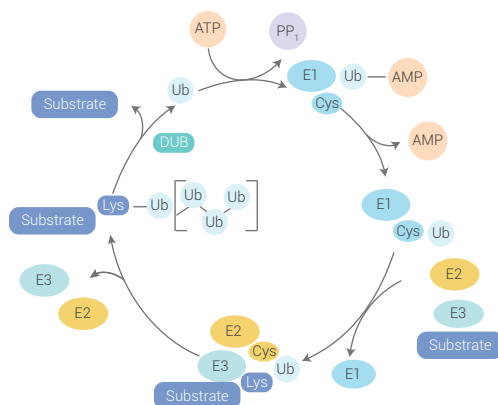 ATP
PP1
E1
Ub
AMP
Cys
Substrate
Ub
DUB
AMP
E1
Cys
Ub
Lys
Ub
Ub
Ub
Ub
Substrate
E2
E3
Substrate
E3
E2
E2
Cys
E3
Ub
Lys
Substrate
E1